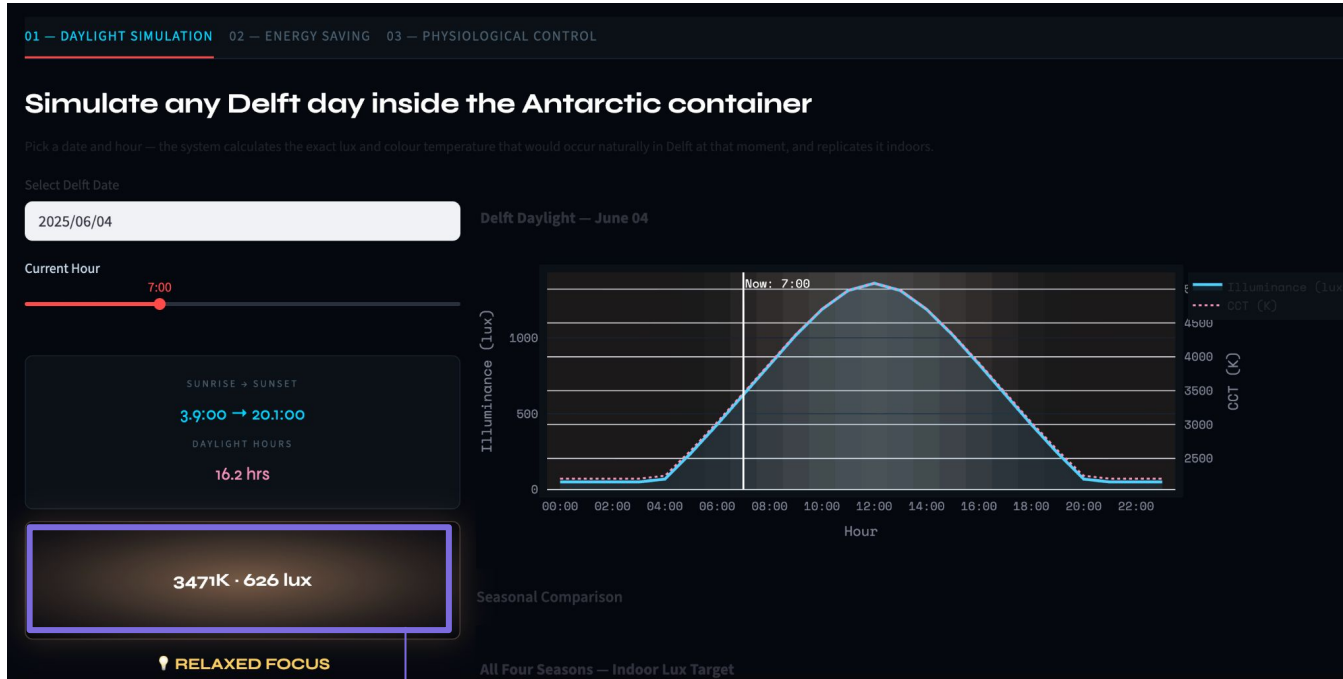 01 — DAYLIGHT SIMULATION 02 — ENERGY SAVING 03 — PHYSIOLOGICAL CONTROL
Simulate any Delft day inside the Antarctic container
Pick a date and hour — the system calculates the exact lux and colour temperature that would occur naturally in Delft at that moment, and replicates it indoors.
Select Delft Date
2025/06/04
Current Hour
7:00
SUNRISE → SUNSET
3.9:00 → 20.1:00
DAYLIGHT HOURS
16.2 hrs
3471K · 626 lux
💡 RELAXED FOCUS
Delft Daylight — June 04
Now: 7:00
Illuminance (lux)
1000
500
0
00:00 02:00 04:00 06:00 08:00 10:00 12:00 14:00 16:00 18:00 20:00 22:00
Hour
4500
4000
3500
3000
2500
CCT (K)
Illuminance (lux
CCT (K)
Seasonal Comparison
All Four Seasons — Indoor Lux Target